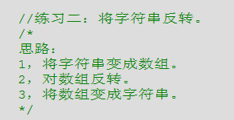 //练习二：将字符串反转。
/*
思路：
1，将字符串变成数组。
2，对数组反转。
3，将数组变成字符串。
*/